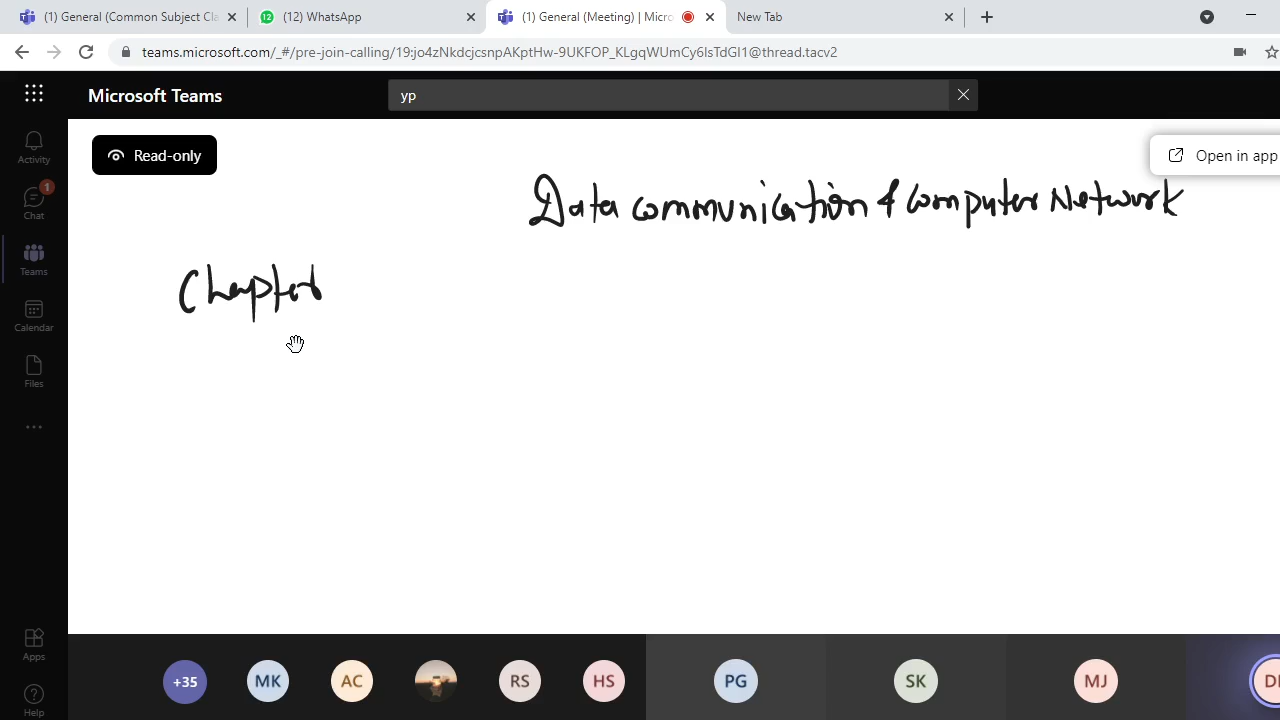 (1) General (Common Subject Cla
(12) WhatsApp
(1) General (Meeting) | Micro
New Tab
teams.microsoft.com/_#/pre-join-calling/19:jo4zNkdcjcsnpAKptHw-9UKFOP_KLgqWUmCy6lsTdGI1@thread.tacv2
Microsoft Teams
yp
Activity
Read-only
Open in app
Data communication & Computer Network
1
Chat
Teams
Chapter
Calendar
Files
Apps
Help
+35
MK
AC
RS
HS
PG
SK
MJ